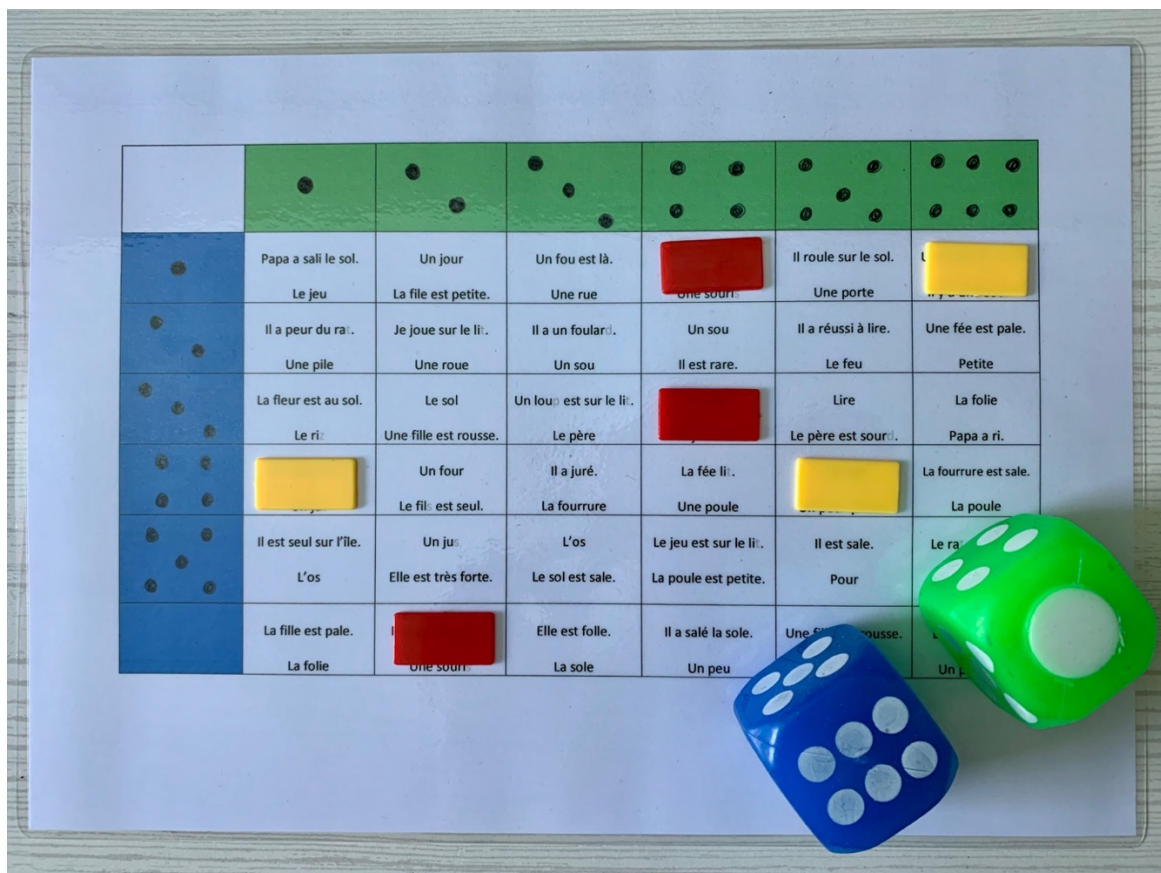 Papa a sali le sol.
Le jeu
Un jour
La file est petite.
Un fou est là.
Une rue
Une souris
Il roule sur le sol.
Une porte
Il a peur du rat.
Une pile
Je joue sur le lit.
Une roue
Il a un foulard.
Un sou
Un sou
Il est rare.
Il a réussi à lire.
Le feu
Une fée est pale.
Petite
La fleur est au sol.
Le riz
Le sol
Une fille est rousse.
Un loup est sur le lit.
Le père
Lire
Le père est sourd.
La folie
Papa a ri.
Un four
Le fils est seul.
Il a juré.
La fourrure
La fée lit.
Une poule
La fourrure est sale.
La poule
Il est seul sur l'île.
L'os
Un jus
Elle est très forte.
L'os
Le sol est sale.
Le jeu est sur le lit.
La poule est petite.
Il est sale.
Pour
Le
La fille est pale.
La folie
Une souris
Elle est folle.
La sole
Il a salé la sole.
Un peu
Une rousse.
Un